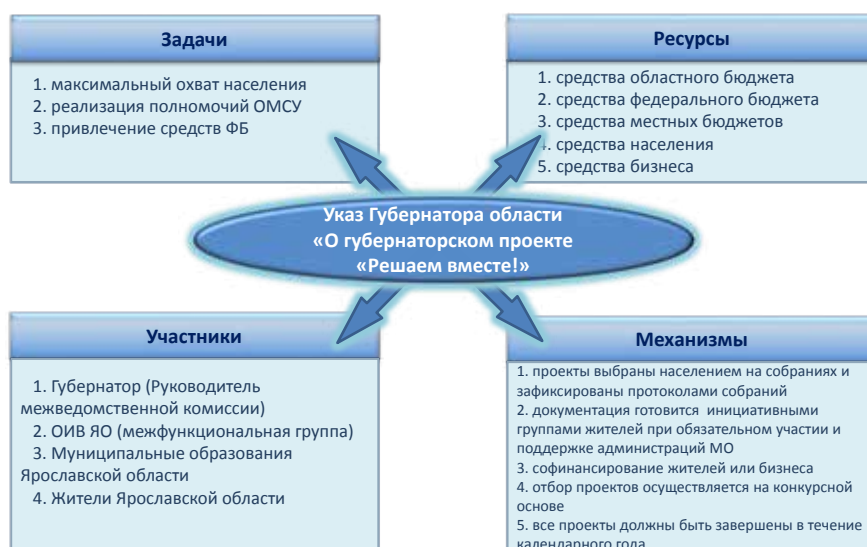 Задачи
1. максимальный охват населения
2. реализация полномочий ОМСУ
3. привлечение средств ФБ
Ресурсы
1. средства областного бюджета
2. средства федерального бюджета
3. средства местных бюджетов
4. средства населения
5. средства бизнеса
Указ Губернатора области
«О губернаторском проекте
«Решаем вместе!»
Участники
1. Губернатор (Руководитель
межведомственной комиссии)
2. ОИВ ЯО (межфункциональная группа)
3. Муниципальные образования
Ярославской области
4. Жители Ярославской области
Механизмы
1. проекты выбраны населением на собраниях и
зафиксированы протоколами собраний
2. документация готовится инициативными
группами жителей при обязательном участии и
поддержке администраций МО
3. софинансирование жителей или бизнеса
4. отбор проектов осуществляется на конкурсной
основе
5. все проекты должны быть завершены в течение
календарного года